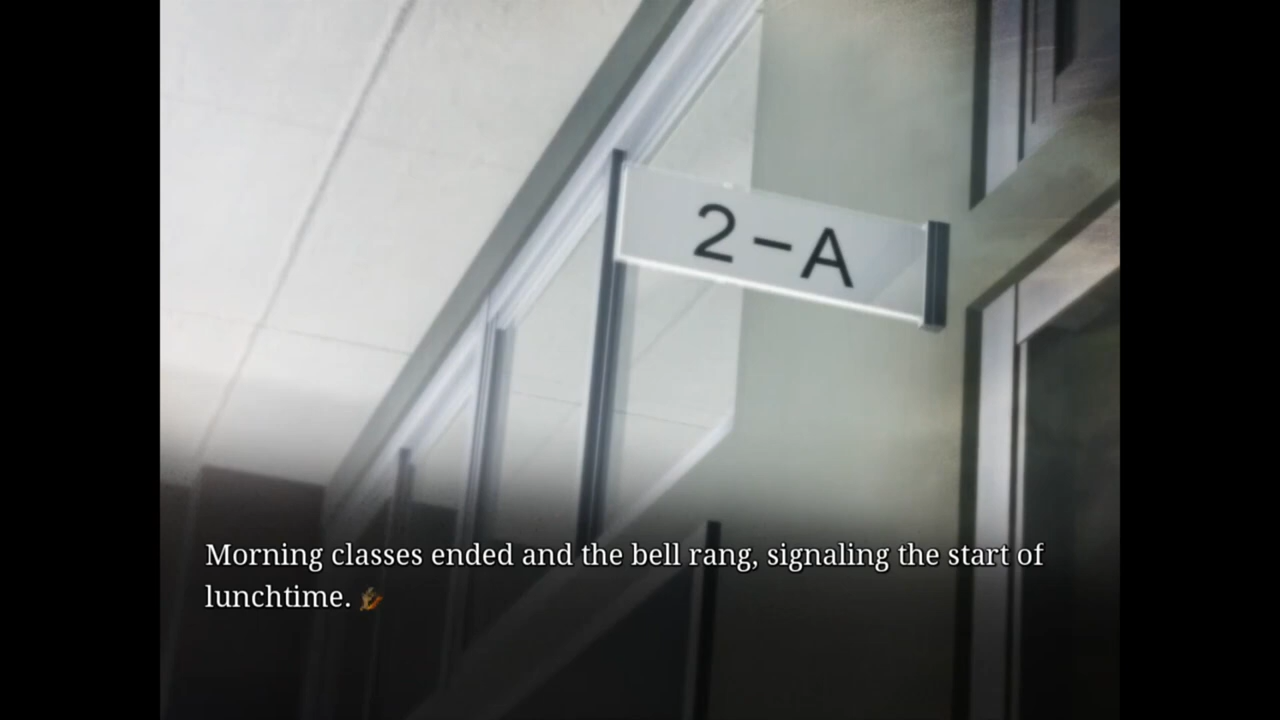 2-A
Morning classes ended and the bell rang, signaling the start of
lunchtime.